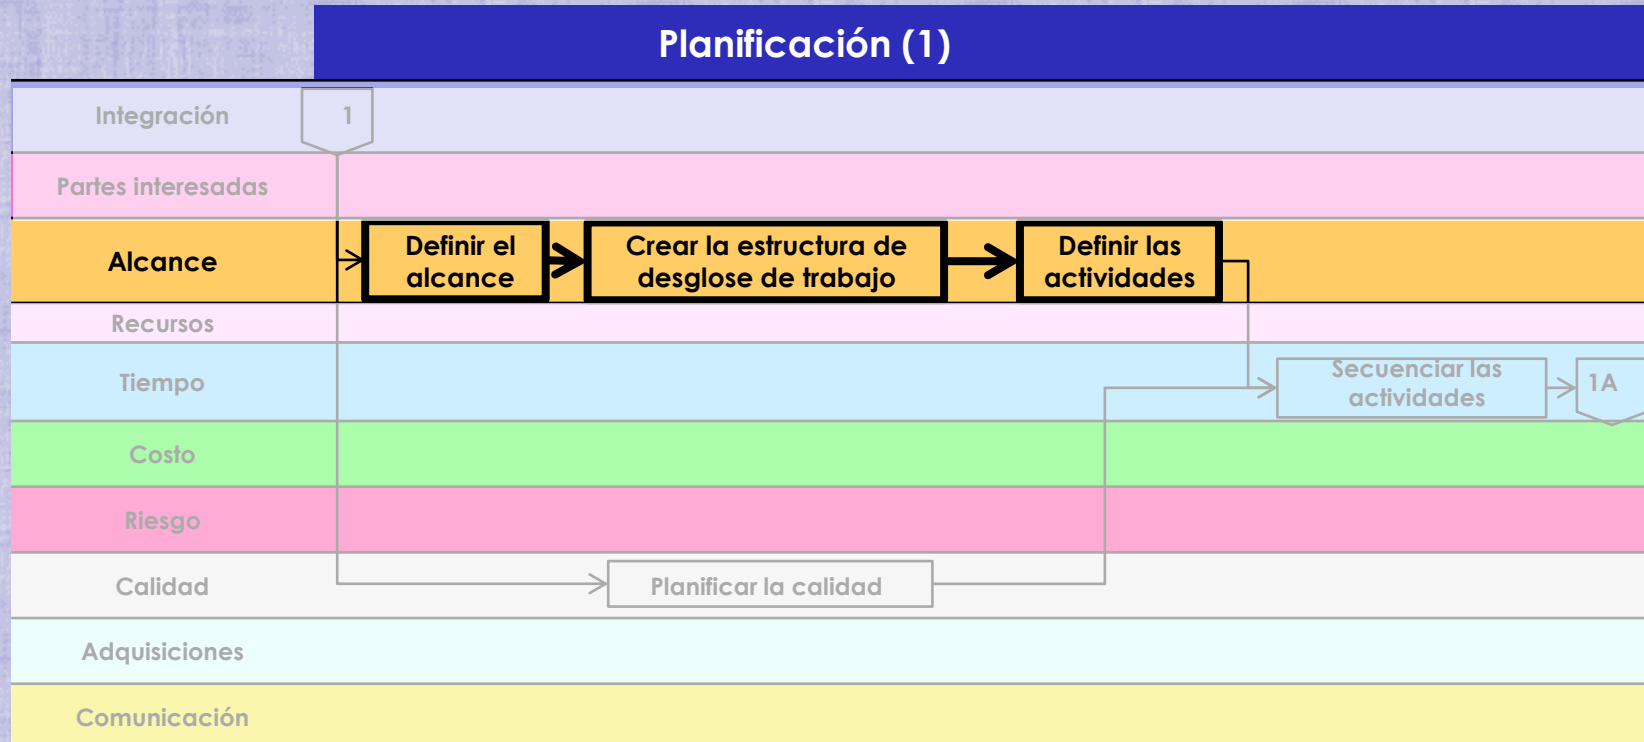 Planificación (1)
Integración
1
Partes interesadas
Alcance
Definir el
alcance
Crear la estructura de
desglose de trabajo
Definir las
actividades
Recursos
Tiempo
Secuenciar las
actividades
1A
Costo
Riesgo
Calidad
Planificar la calidad
Adquisiciones
Comunicación